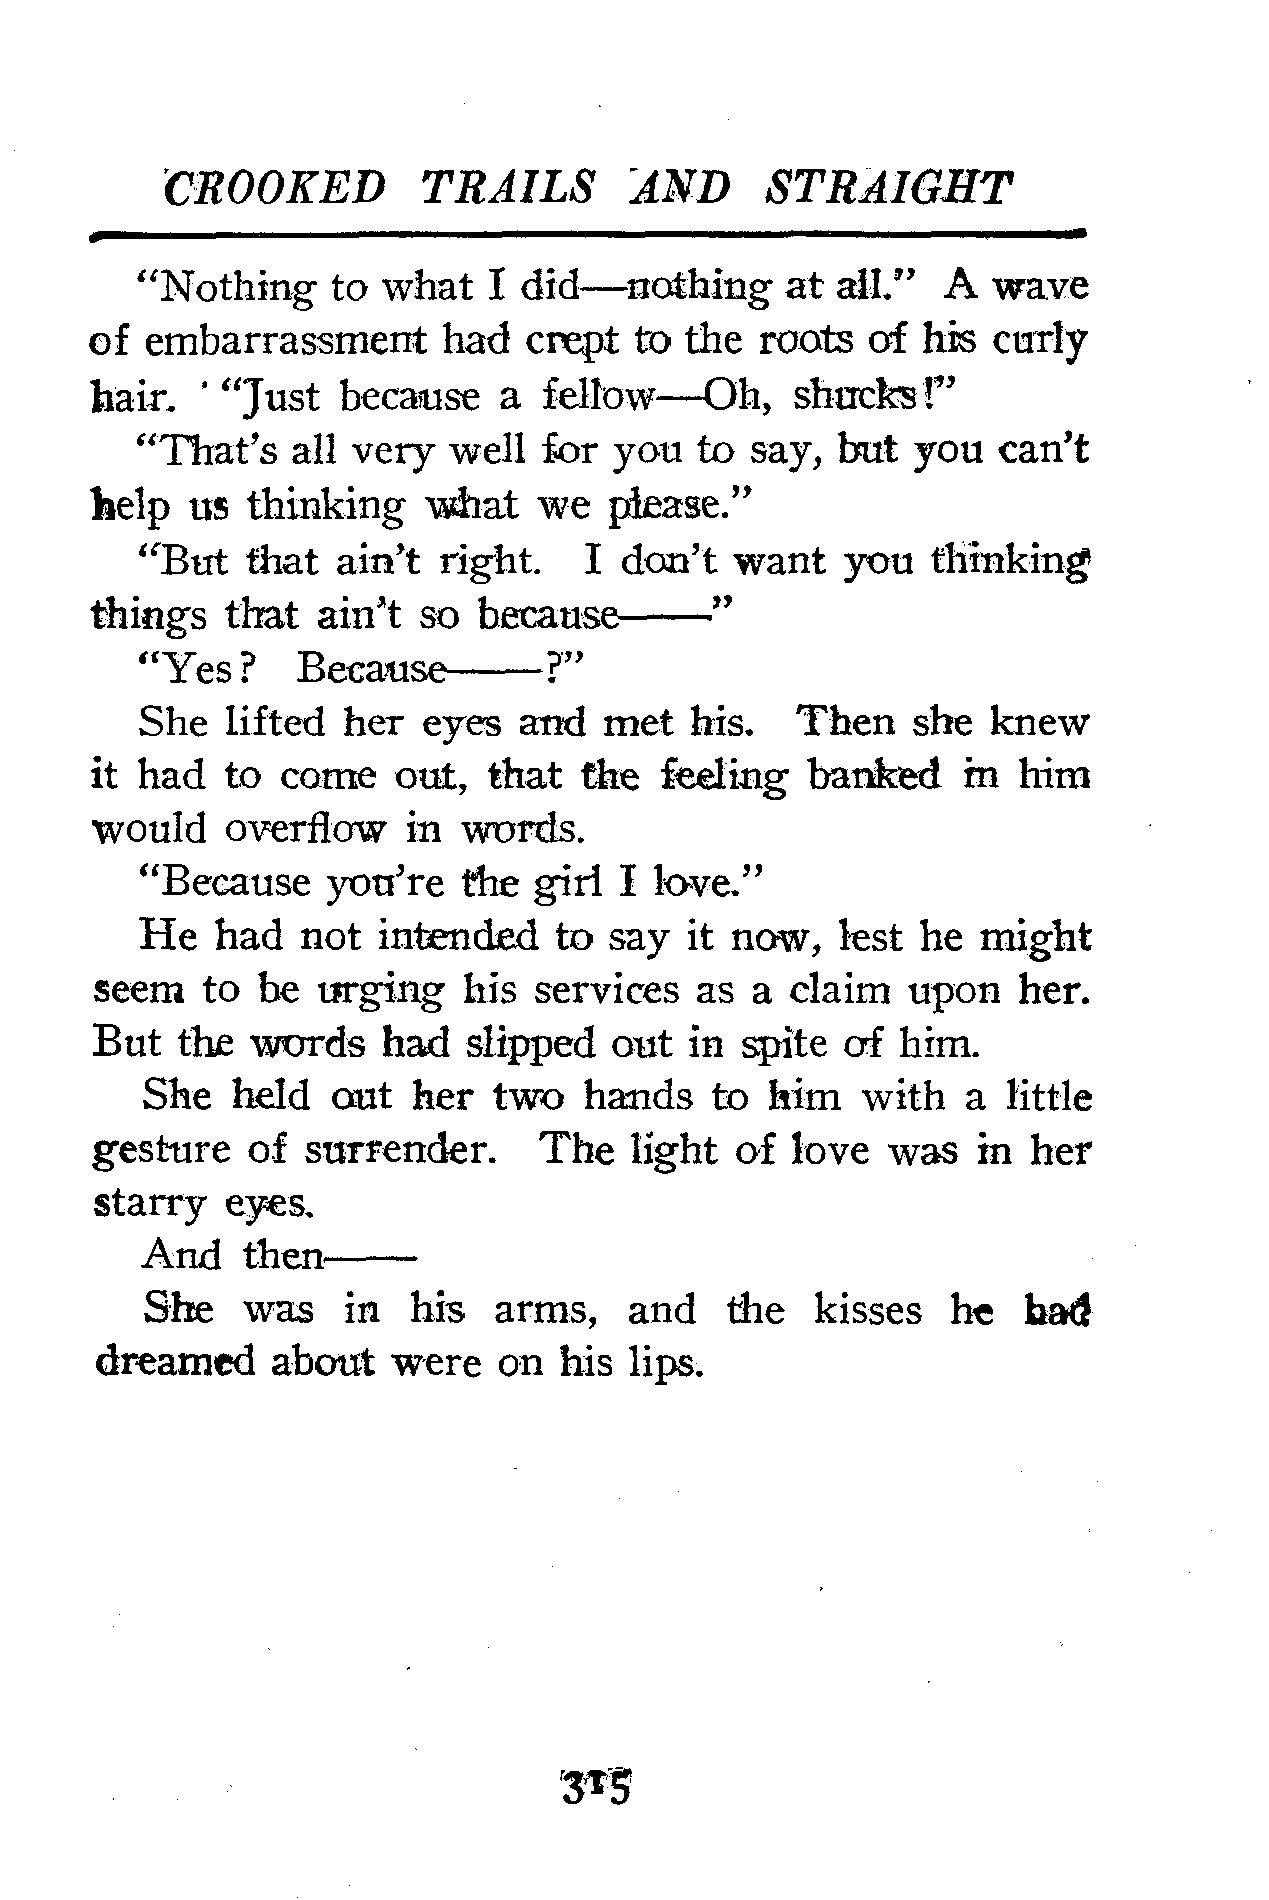 CROOKED TRAILS AND STRAIGHT
“Nothing to what I did—nothing at all.” A wave
of embarrassment had crept to the roots of his curly
hair. “Just because a fellow—Oh, shucks!”
“That’s all very well for you to say, but you can’t
help us thinking what we please.”
“But that ain’t right. I don’t want you thinking
things that ain’t so because——”
“Yes? Because——?”
She lifted her eyes and met his. Then she knew
it had to come out, that the feeling banked in him
would overflow in words.
“Because you’re the girl I love.”
He had not intended to say it now, lest he might
seem to be urging his services as a claim upon her.
But the words had slipped out in spite of him.
She held out her two hands to him with a little
gesture of surrender. The light of love was in her
starry eyes.
And then——
She was in his arms, and the kisses he had
dreamed about were on his lips.
315